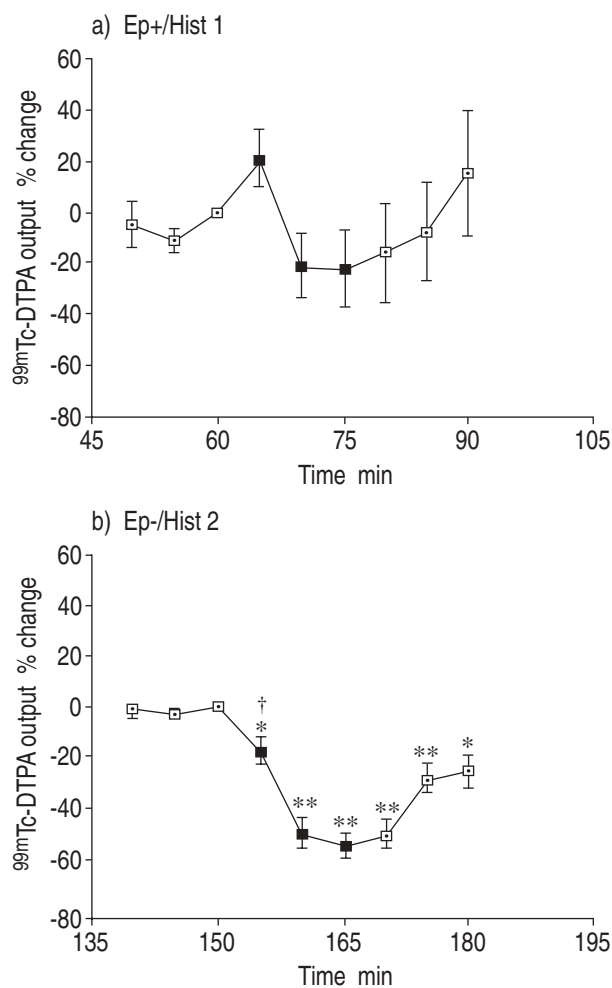 a) Ep+/Hist 1
60
40
20
0
-20
-40
-60
-80
99mTc-DTPA output % change
45 60 75 90 105
Time min
b) Ep-/Hist 2
60
40
20
0
-20
-40
-60
-80
99mTc-DTPA output % change
†
*
**
**
**
**
*
135 150 165 180 195
Time min